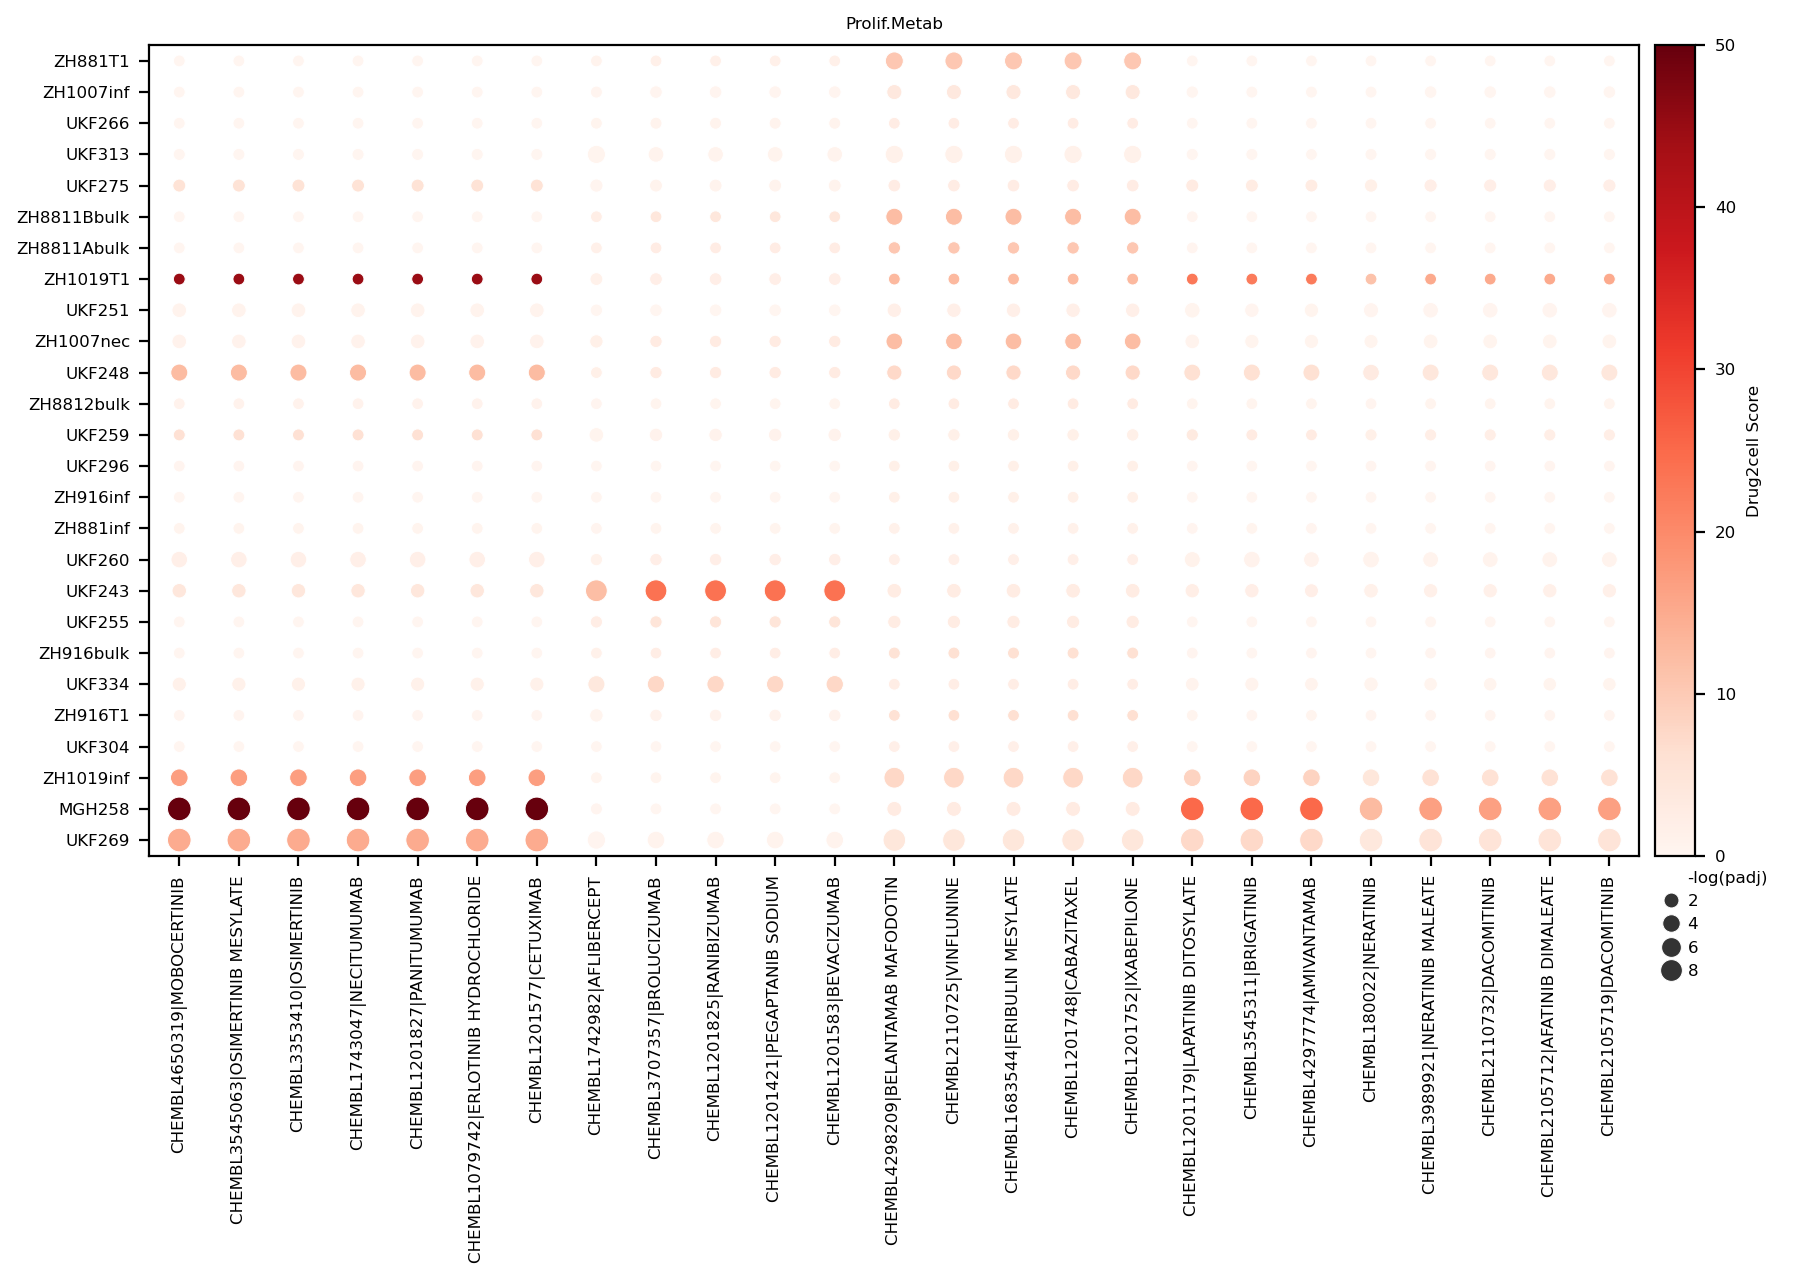 Prolif.Metab
ZH881T1
ZH1007inf
UKF266
UKF313
UKF275
ZH8811Bbulk
ZH8811Abulk
ZH1019T1
UKF251
ZH1007nec
UKF248
ZH8812bulk
UKF259
UKF296
ZH916inf
ZH881inf
UKF260
UKF243
UKF255
ZH916bulk
UKF334
ZH916T1
UKF304
ZH1019inf
MGH258
UKF269
CHEMBL4650319|MOBOCERTINIB
CHEMBL3545063|OSIMERTINIB MESYLATE
CHEMBL3353410|OSIMERTINIB
CHEMBL1743047|NECITUMUMAB
CHEMBL1201827|PANITUMUMAB
CHEMBL1079742|ERLOTINIB HYDROCHLORIDE
CHEMBL1201577|CETUXIMAB
CHEMBL1742982|AFLIBERCEPT
CHEMBL3707357|BROLUCIZUMAB
CHEMBL1201825|RANIBIZUMAB
CHEMBL1201421|PEGAPTANIB SODIUM
CHEMBL1201583|BEVACIZUMAB
CHEMBL4298209|BELANTAMAB MAFODOTIN
CHEMBL2110725|VINFLUNINE
CHEMBL1683544|ERIBULIN MESYLATE
CHEMBL1201748|CABAZITAXEL
CHEMBL1201752|IXABEPILONE
CHEMBL1201179|LAPATINIB DITOSYLATE
CHEMBL3545311|BRIGATINIB
CHEMBL4297774|AMIVANTAMAB
CHEMBL180022|NERATINIB
CHEMBL3989921|NERATINIB MALEATE
CHEMBL2110732|DACOMITINIB
CHEMBL2105712|AFATINIB DIMALEATE
CHEMBL2105719|DACOMITINIB
50
40
30
20
10
0
Drug2cell Score
-log(padj)
2
4
6
8